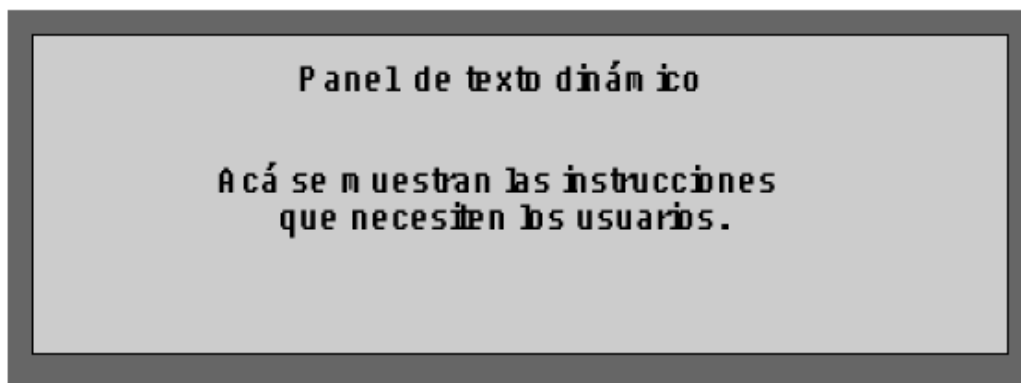 Panel de texto dinámico
Acá se muestran las instrucciones
que necesiten los usuarios.